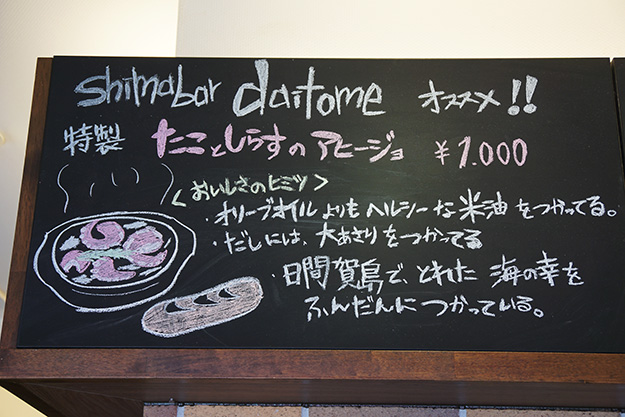 shimabar daitome オススメ!!
特製 たことしらすのアヒージョ ¥1.000
<おいしさのヒミツ>
・オリーブオイルよりもヘルシーな米油をつかってる。
・だしには、大あさりをつかってる
・日間賀島で、とれた海の幸を
ふんだんにつかっている。